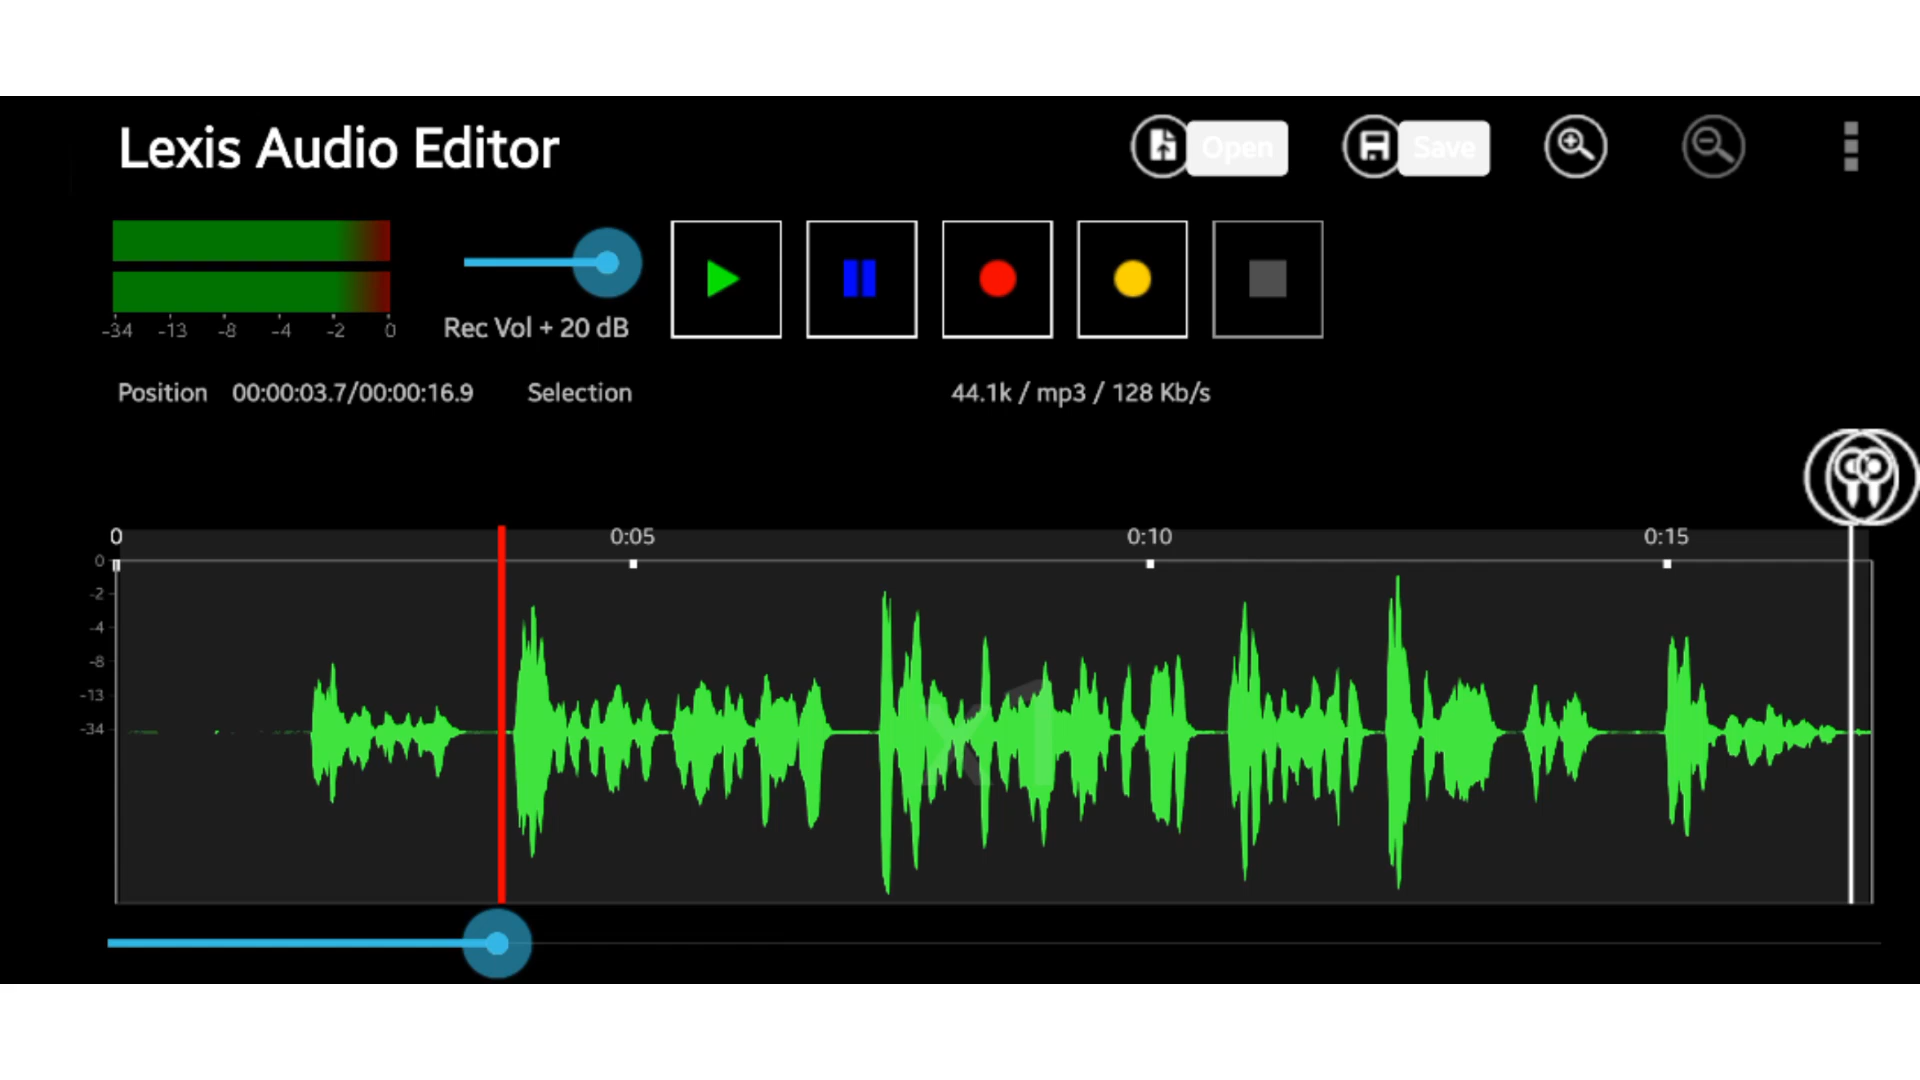 Lexis Audio Editor
Open
Save
-34 -13 -8 -4 -2 0
Rec Vol + 20 dB
Position 00:00:03.7/00:00:16.9 Selection 44.1k / mp3 / 128 Kb/s
0 0:05 0:10 0:15
0
-2
-4
-8
-13
-34
x1